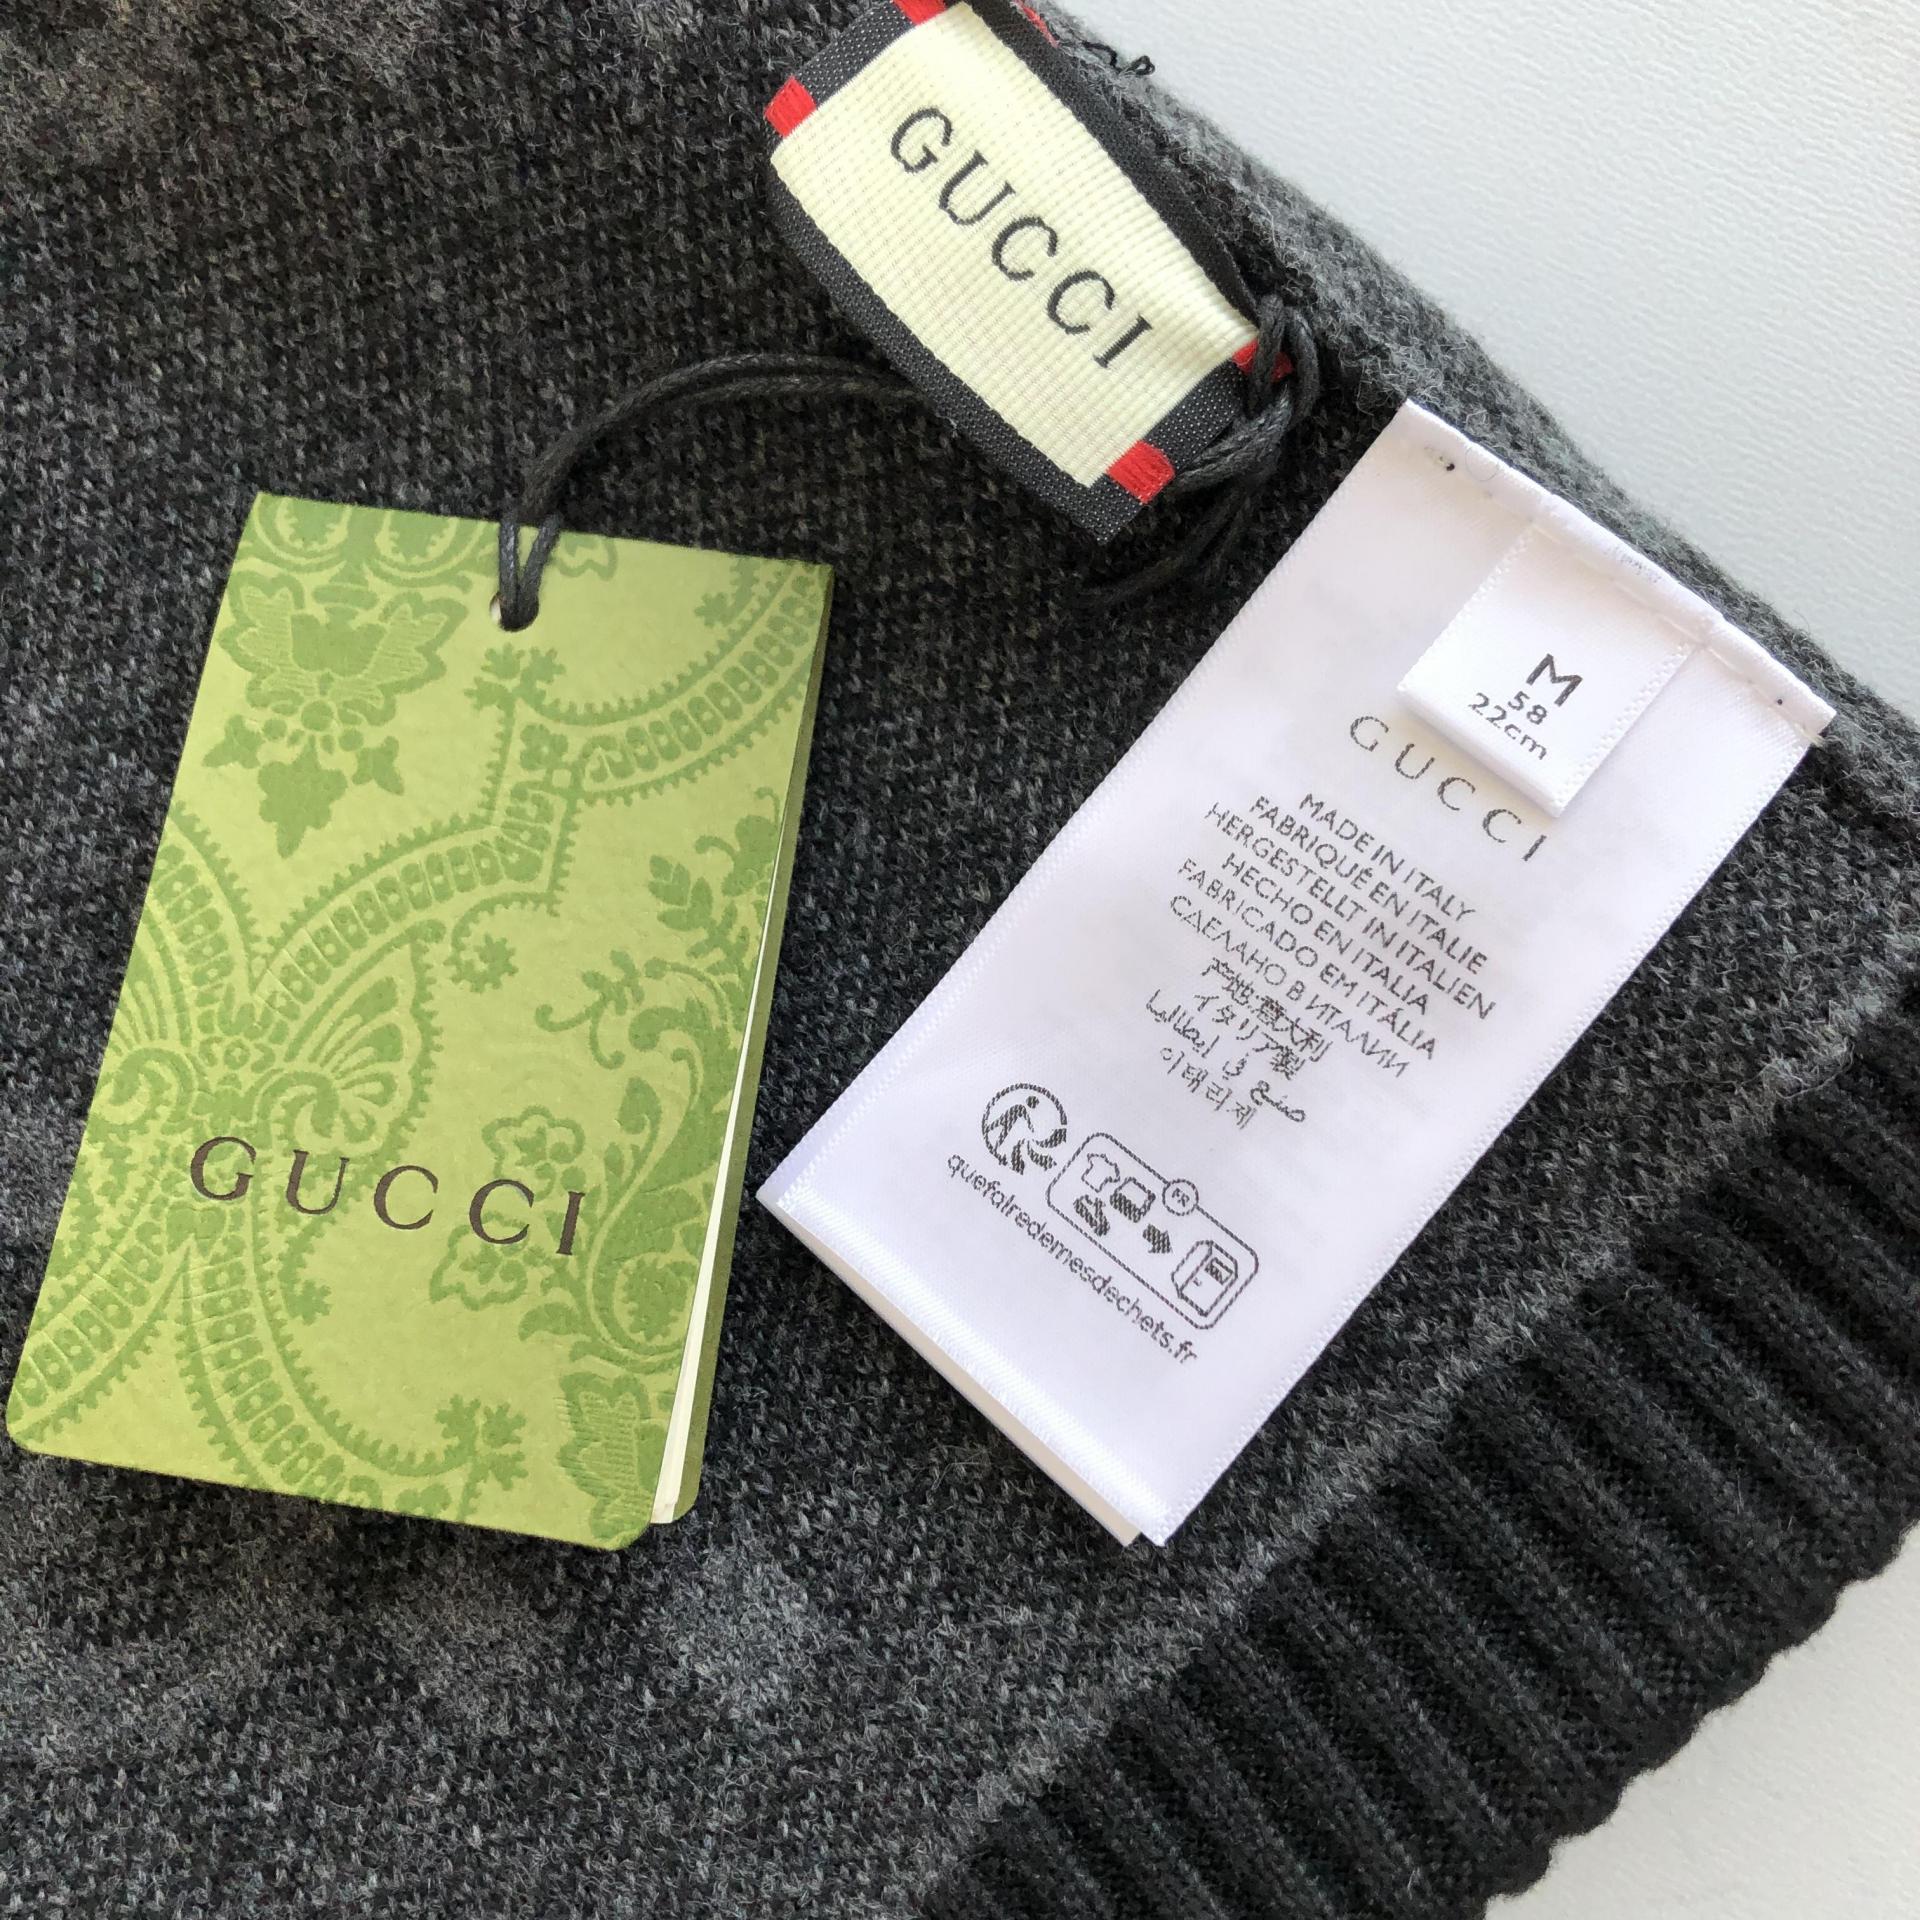 GUCCI
GUCCI
M
58
22cm
GUCCI
MADE IN ITALY
FABRIQUÉ EN ITALIE
HERGESTELLT IN ITALIEN
HECHO EN ITALIA
FABRICADO EM ITÁLIA
СДЕЛАНО В ИТАЛИИ
产地:意大利
イタリア製
صنع في إيطاليا
이태리제
FR
quefairedemesdechets.fr